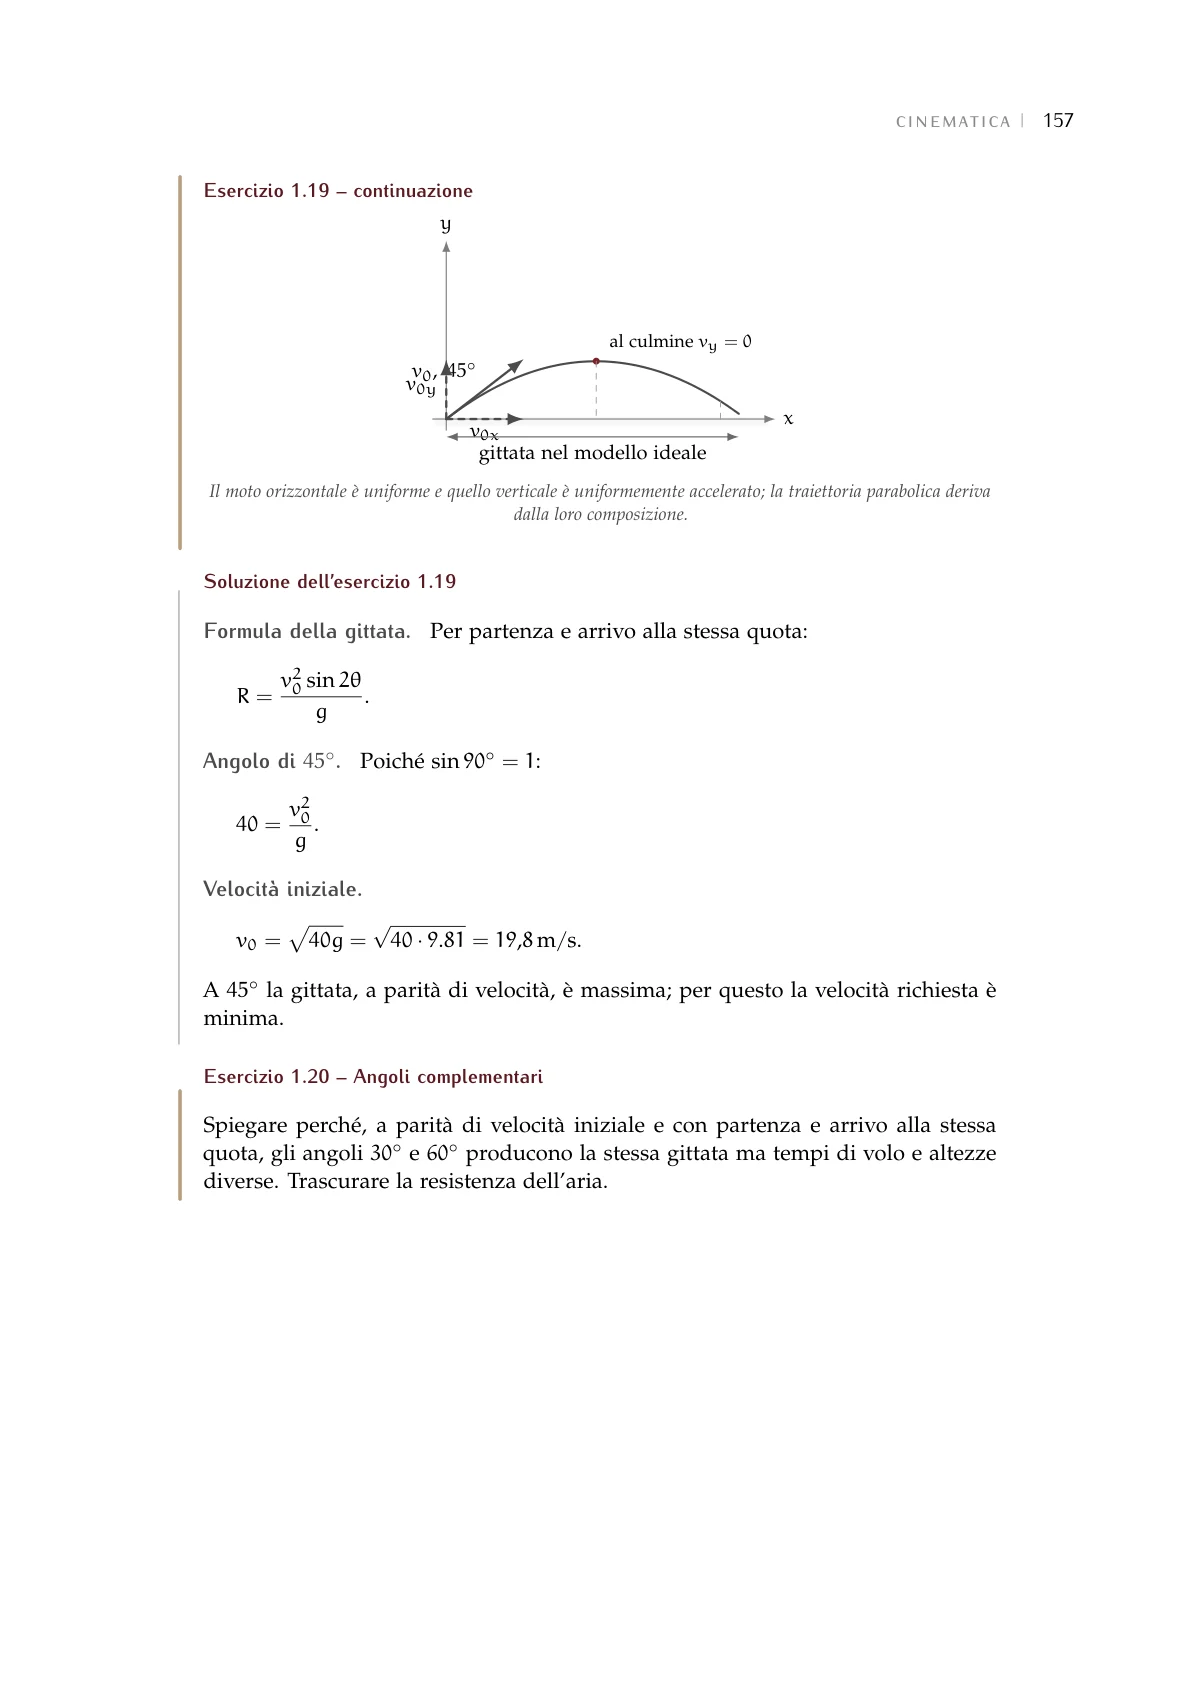 CINEMATICA | 157
Esercizio 1.19 – continuazione
y
al culmine v_y = 0
v_0, 45°
v_0y
x
v_0x
gittata nel modello ideale
Il moto orizzontale è uniforme e quello verticale è uniformemente accelerato; la traiettoria parabolica deriva
dalla loro composizione.
Soluzione dell'esercizio 1.19
Formula della gittata. Per partenza e arrivo alla stessa quota:
R = v_0^2 sin 2θ / g.
Angolo di 45°. Poiché sin 90° = 1:
40 = v_0^2 / g.
Velocità iniziale.
v_0 = √40g = √40 · 9.81 = 19,8 m/s.
A 45° la gittata, a parità di velocità, è massima; per questo la velocità richiesta è
minima.
Esercizio 1.20 – Angoli complementari
Spiegare perché, a parità di velocità iniziale e con partenza e arrivo alla stessa
quota, gli angoli 30° e 60° producono la stessa gittata ma tempi di volo e altezze
diverse. Trascurare la resistenza dell'aria.